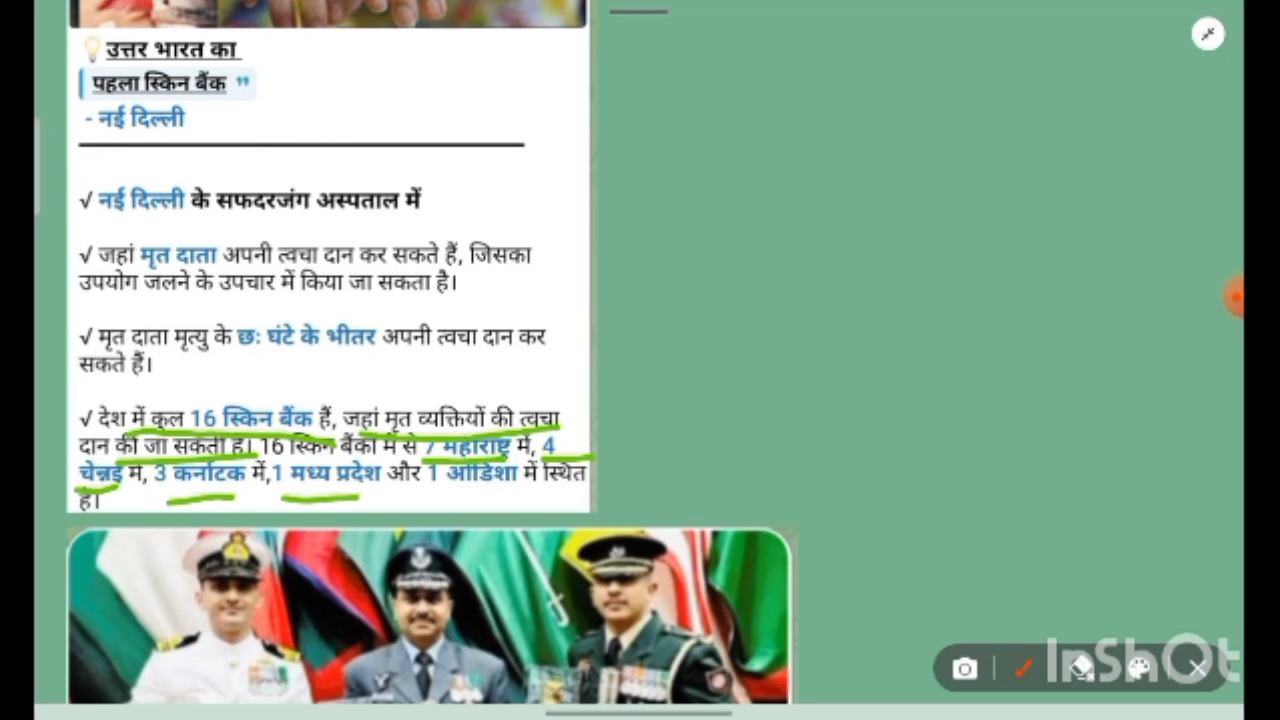 उत्तर भारत का
पहला स्किन बैंक ”
- नई दिल्ली
√ नई दिल्ली के सफदरजंग अस्पताल में
√ जहां मृत दाता अपनी त्वचा दान कर सकते हैं, जिसका
उपयोग जलने के उपचार में किया जा सकता है।
√ मृत दाता मृत्यु के छः घंटे के भीतर अपनी त्वचा दान कर
सकते हैं।
√ देश में कुल 16 स्किन बैंक हैं, जहां मृत व्यक्तियों की त्वचा
दान की जा सकती है। 16 स्किन बैंकों में से 7 महाराष्ट्र में, 4
चेन्नई में, 3 कर्नाटक में,1 मध्य प्रदेश और 1 ओडिशा में स्थित
है।
InShOt